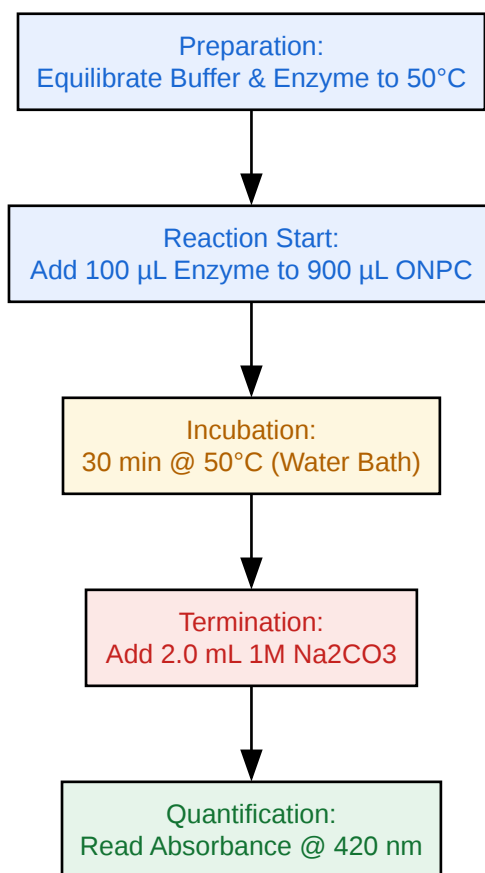 Preparation:
Equilibrate Buffer & Enzyme to 50°C
Reaction Start:
Add 100 µL Enzyme to 900 µL ONPC
Incubation:
30 min @ 50°C (Water Bath)
Termination:
Add 2.0 mL 1M Na2CO3
Quantification:
Read Absorbance @ 420 nm